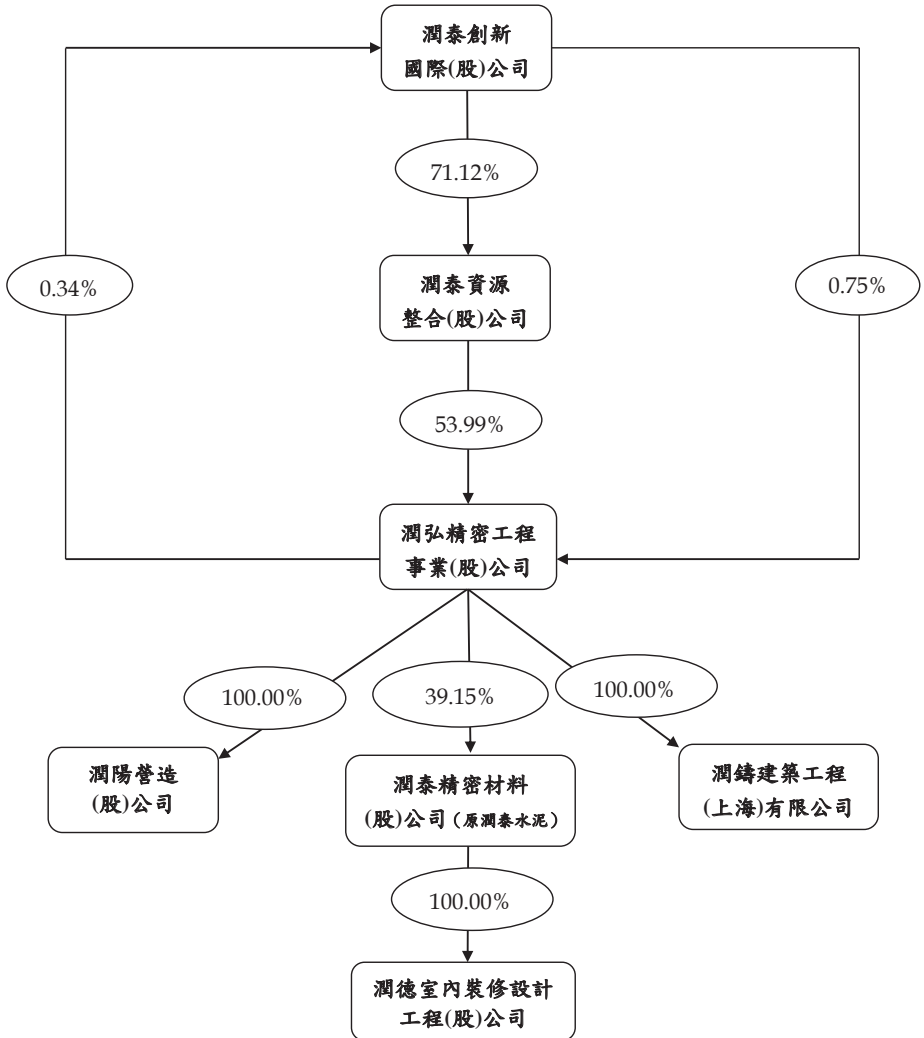 潤泰創新
國際(股)公司
71.12%
0.34%
潤泰資源
整合(股)公司
0.75%
53.99%
潤弘精密工程
事業(股)公司
100.00%
39.15%
100.00%
潤陽營造
(股)公司
潤泰精密材料
(股)公司（原潤泰水泥）
潤鑄建築工程
(上海)有限公司
100.00%
潤德室內裝修設計
工程(股)公司